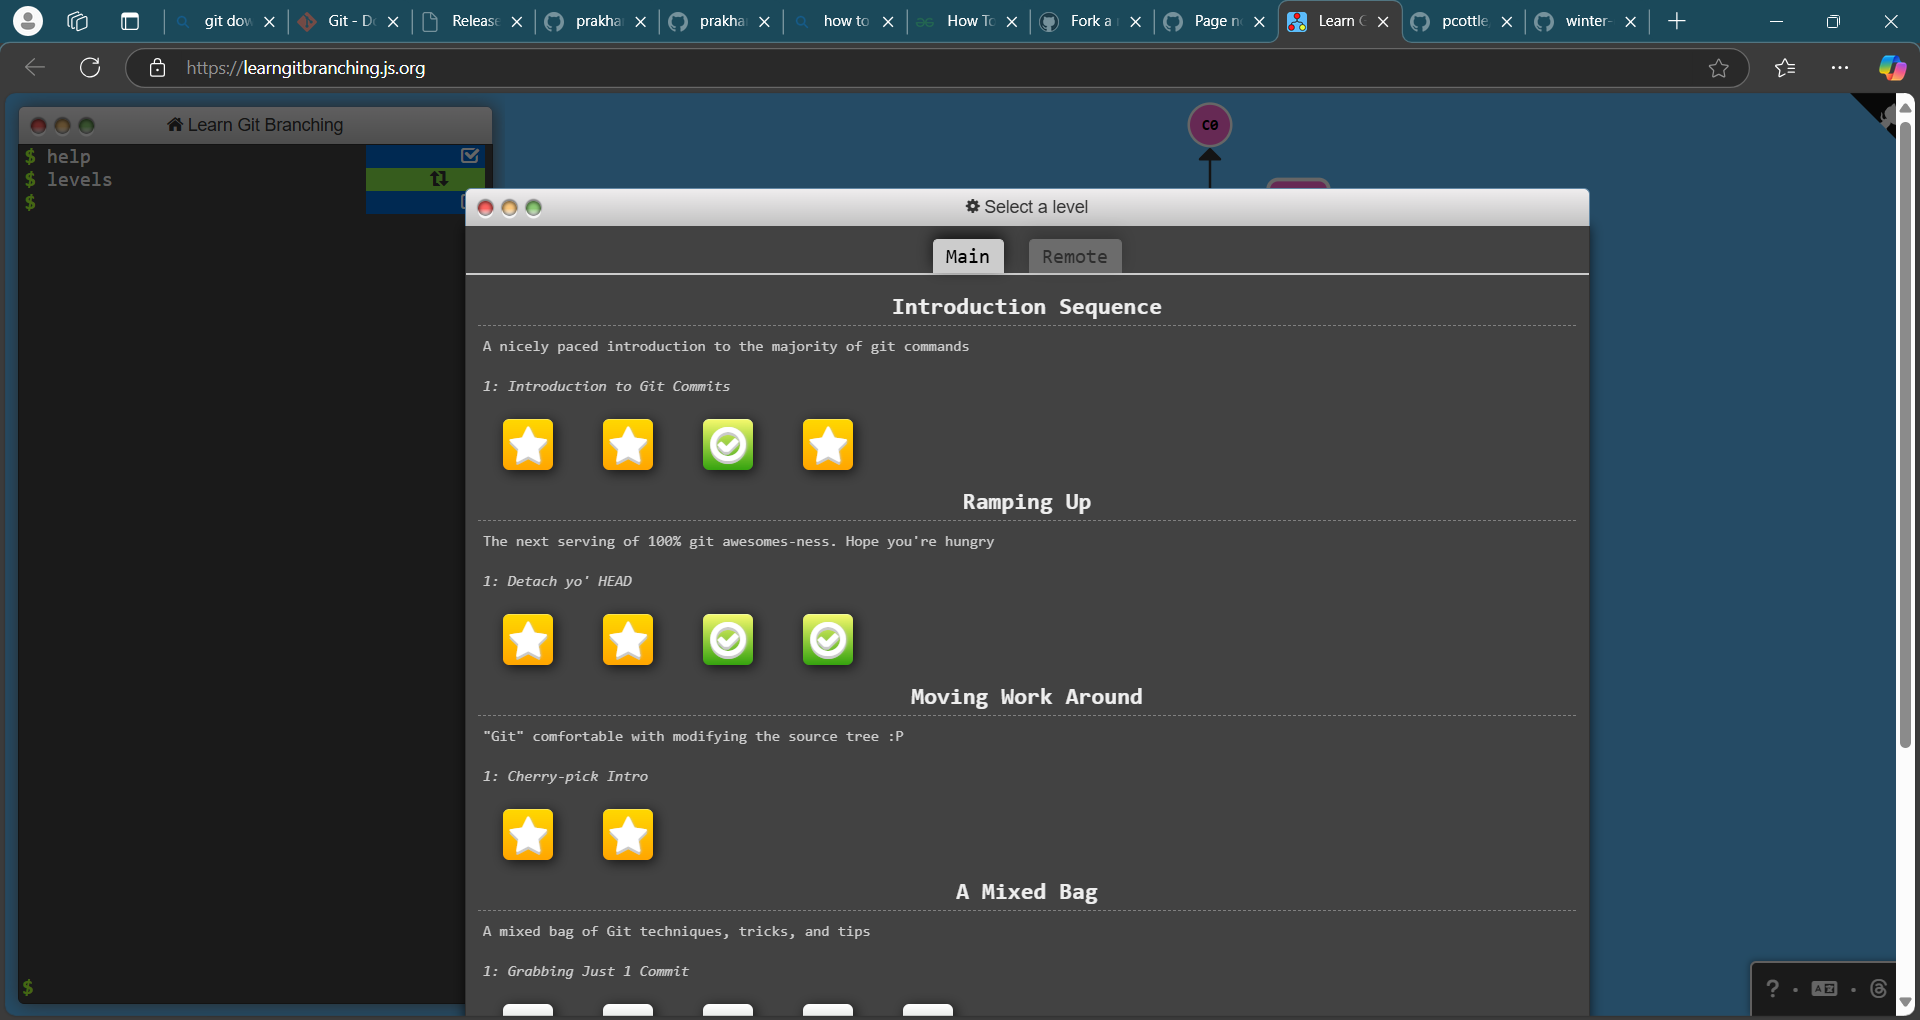 git dow
Git - D
Release
prakha
prakha
how to
How To
Fork a
Page n
Learn G
pcottle
winter-
https://learngitbranching.js.org
Learn Git Branching
$ help
$ levels
$
C0
Select a level
Main
Remote
Introduction Sequence
A nicely paced introduction to the majority of git commands
1: Introduction to Git Commits
Ramping Up
The next serving of 100% git awesomes-ness. Hope you're hungry
1: Detach yo' HEAD
Moving Work Around
"Git" comfortable with modifying the source tree :P
1: Cherry-pick Intro
A Mixed Bag
A mixed bag of Git techniques, tricks, and tips
1: Grabbing Just 1 Commit
$
?